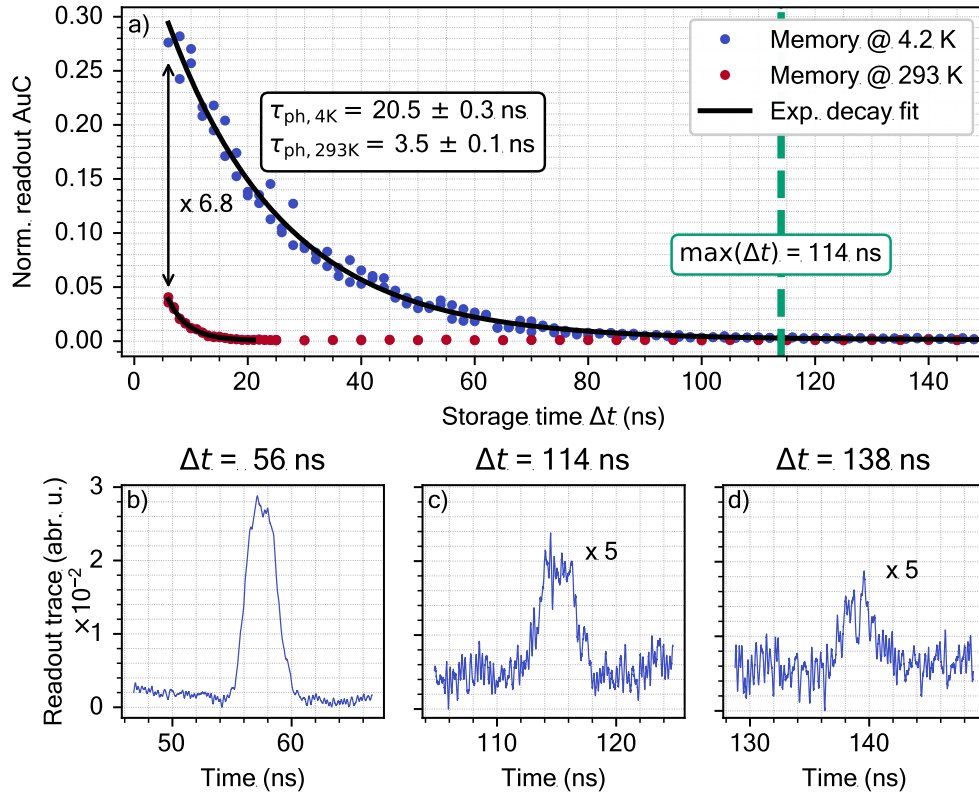 a)
Norm. readout AuC
0.30
0.25
0.20
0.15
0.10
0.05
0.00
Memory @ 4.2 K
Memory @ 293 K
Exp. decay fit
τph, 4K = 20.5 ± 0.3 ns
τph, 293K = 3.5 ± 0.1 ns
x 6.8
max(Δt) = 114 ns
0 20 40 60 80 100 120 140
Storage time Δt (ns)
Δt = 56 ns
b)
Readout trace (abr. u.)
×10⁻²
3
2
1
0
50 60
Time (ns)
Δt = 114 ns
c)
x 5
110 120
Time (ns)
Δt = 138 ns
d)
x 5
130 140
Time (ns)